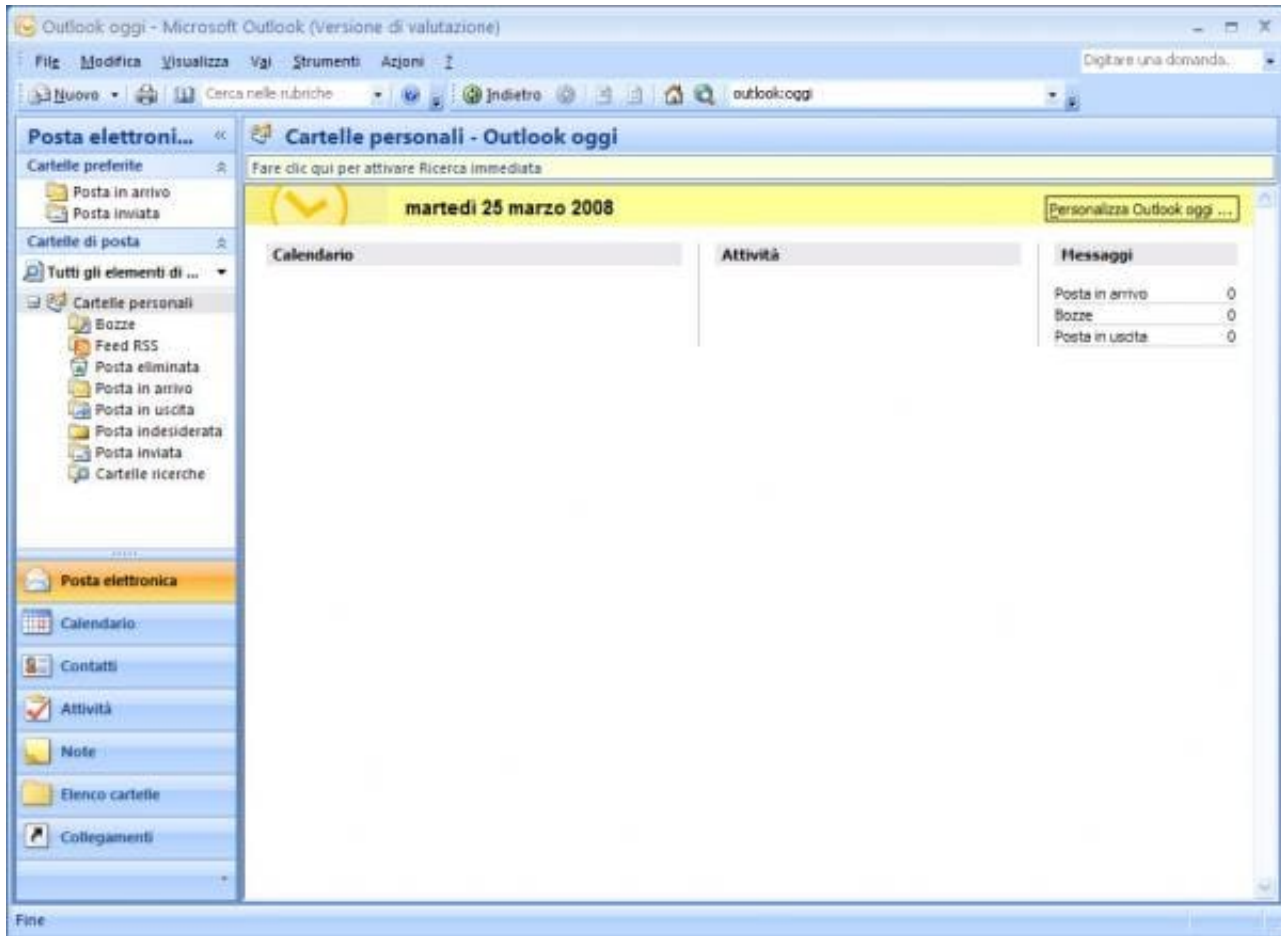 Outlook oggi - Microsoft Outlook (Versione di valutazione)
File Modifica Visualizza Vai Strumenti Azioni ?
Digitare una domanda.
Nuovo
Cerca nelle rubriche
Indietro
outlook:oggi
Posta elettroni...
Cartelle personali - Outlook oggi
Cartelle preferite
Fare clic qui per attivare Ricerca immediata
Posta in arrivo
Posta inviata
martedì 25 marzo 2008
Personalizza Outlook oggi ...
Cartelle di posta
Tutti gli elementi di ...
Calendario
Attività
Messaggi
Posta in arrivo 0
Bozze 0
Posta in uscita 0
Cartelle personali
Bozze
Feed RSS
Posta eliminata
Posta in arrivo
Posta in uscita
Posta indesiderata
Posta inviata
Cartelle ricerche
Posta elettronica
Calendario
Contatti
Attività
Note
Elenco cartelle
Collegamenti
Fine